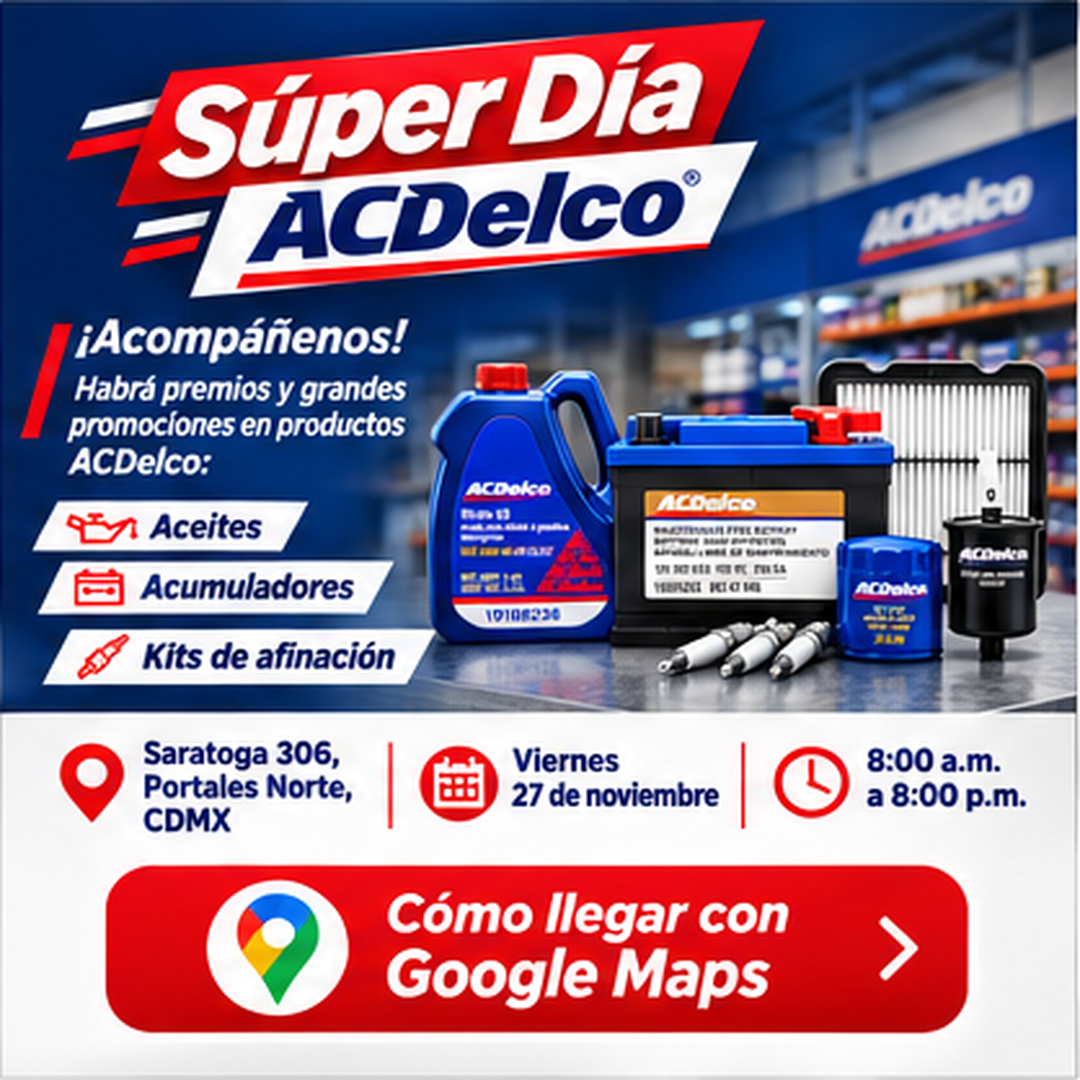 Súper Día
ACDelco®
ACDelco
¡Acompáñenos!
Habrá premios y grandes
promociones en productos
ACDelco:
Aceites
Acumuladores
Kits de afinación
ACDelco
19108236
ACDelco
ACDelco
ACDelco
Saratoga 306,
Portales Norte,
CDMX
Viernes
27 de noviembre
8:00 a.m.
a 8:00 p.m.
Cómo llegar con
Google Maps